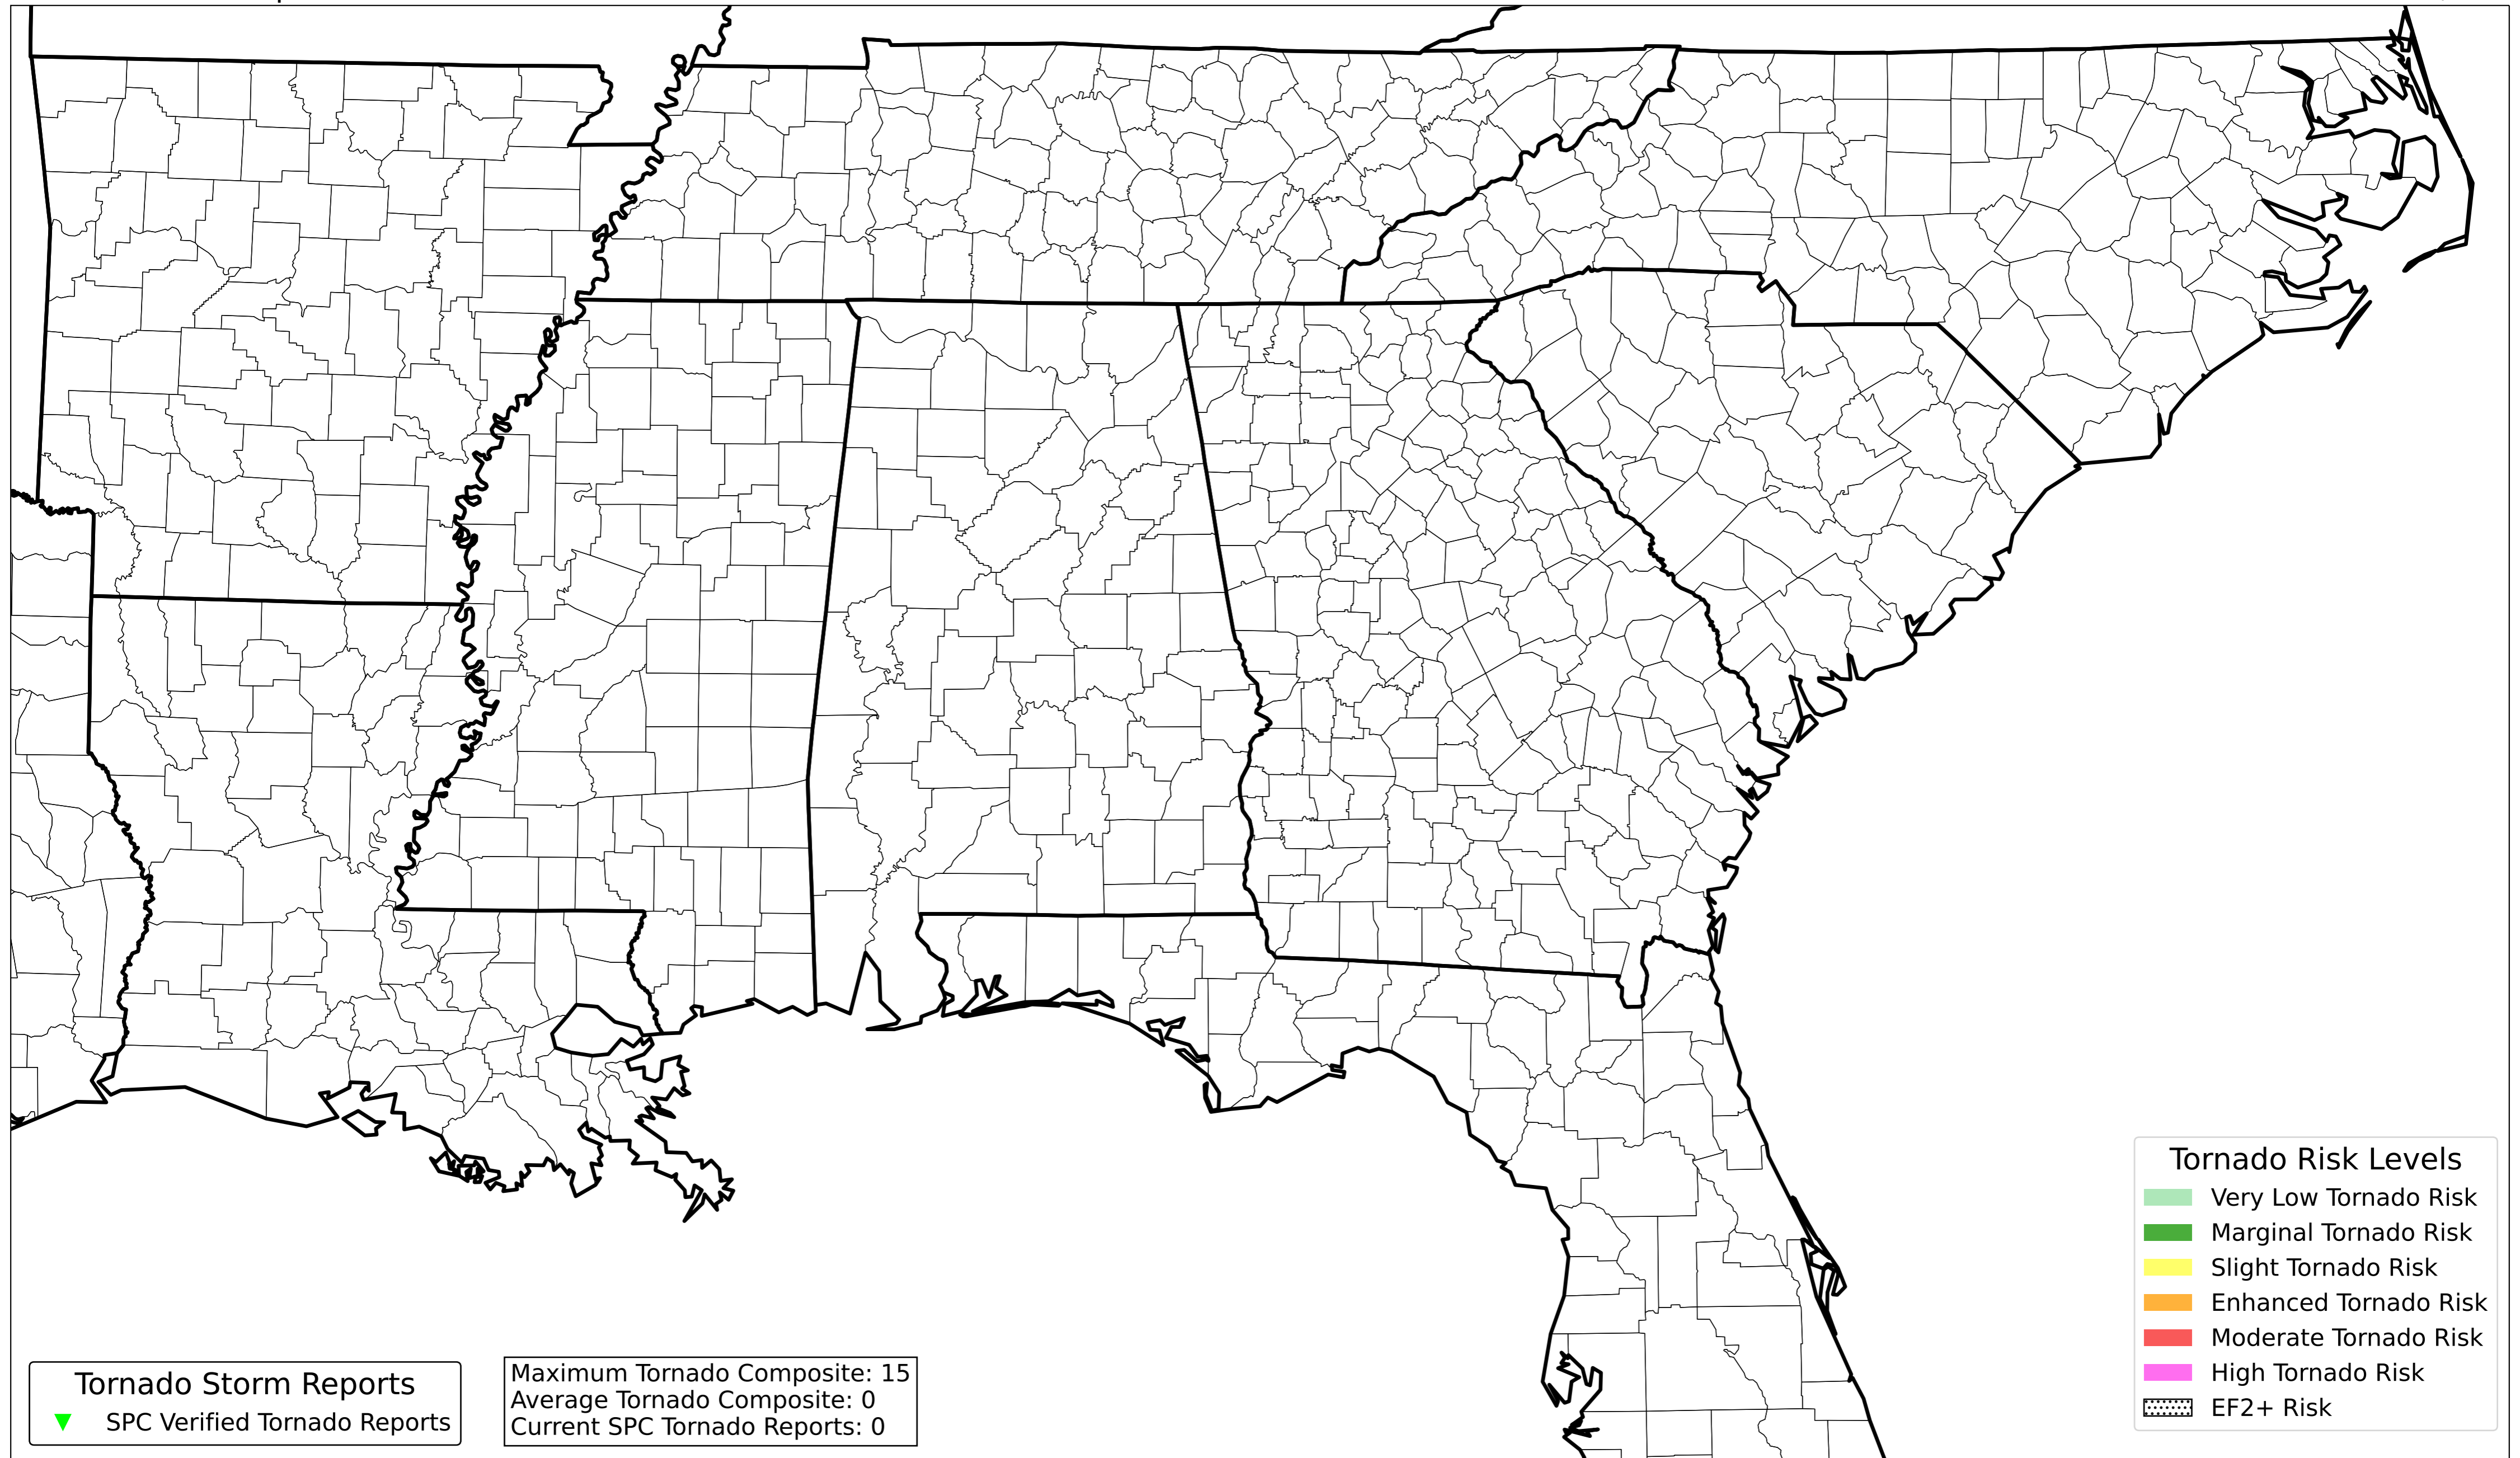 Tornado Risk Levels
Very Low Tornado Risk
Marginal Tornado Risk
Slight Tornado Risk
Enhanced Tornado Risk
Moderate Tornado Risk
High Tornado Risk
EF2+ Risk
Tornado Storm Reports
SPC Verified Tornado Reports
Maximum Tornado Composite: 15
Average Tornado Composite: 0
Current SPC Tornado Reports: 0